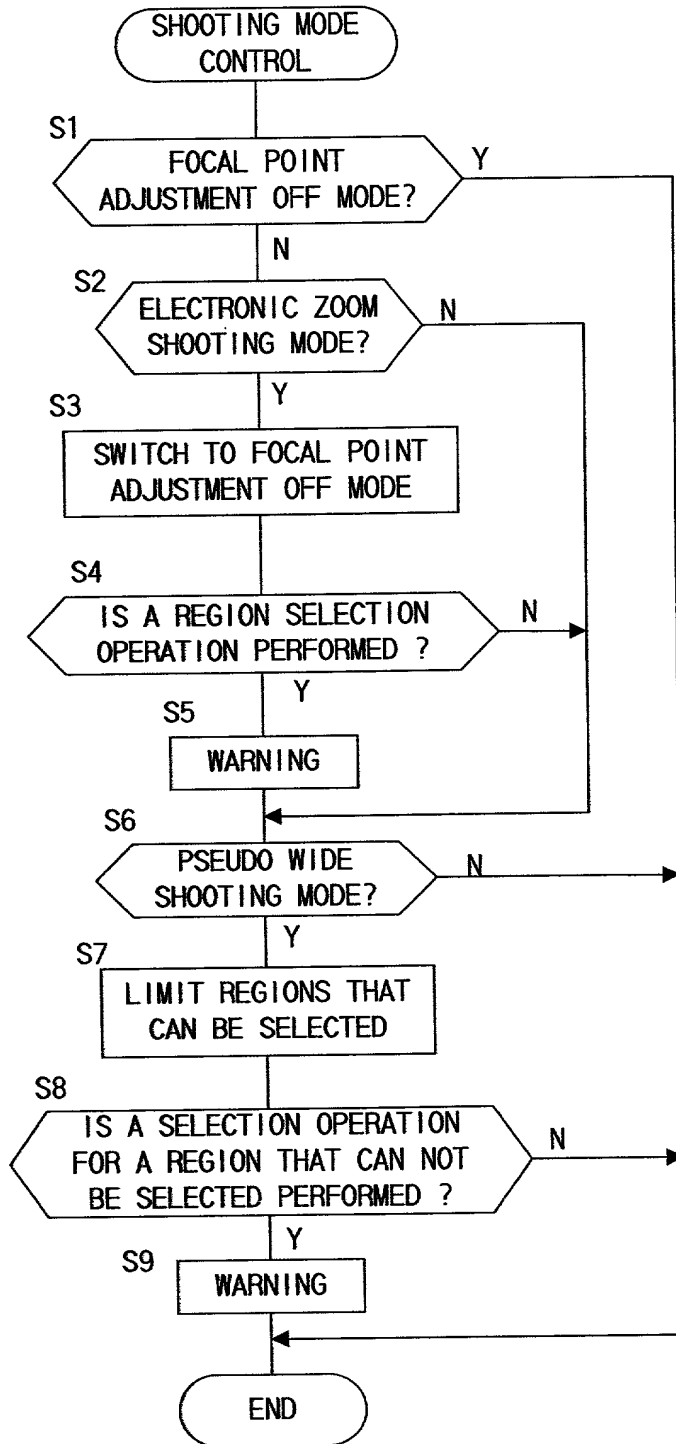 SHOOTING MODE
CONTROL
S1
FOCAL POINT
ADJUSTMENT OFF MODE?
Y
N
S2
ELECTRONIC ZOOM
SHOOTING MODE?
N
Y
S3
SWITCH TO FOCAL POINT
ADJUSTMENT OFF MODE
S4
IS A REGION SELECTION
OPERATION PERFORMED ?
N
Y
S5
WARNING
S6
PSEUDO WIDE
SHOOTING MODE?
N
Y
S7
LIMIT REGIONS THAT
CAN BE SELECTED
S8
IS A SELECTION OPERATION
FOR A REGION THAT CAN NOT
BE SELECTED PERFORMED ?
N
Y
S9
WARNING
END